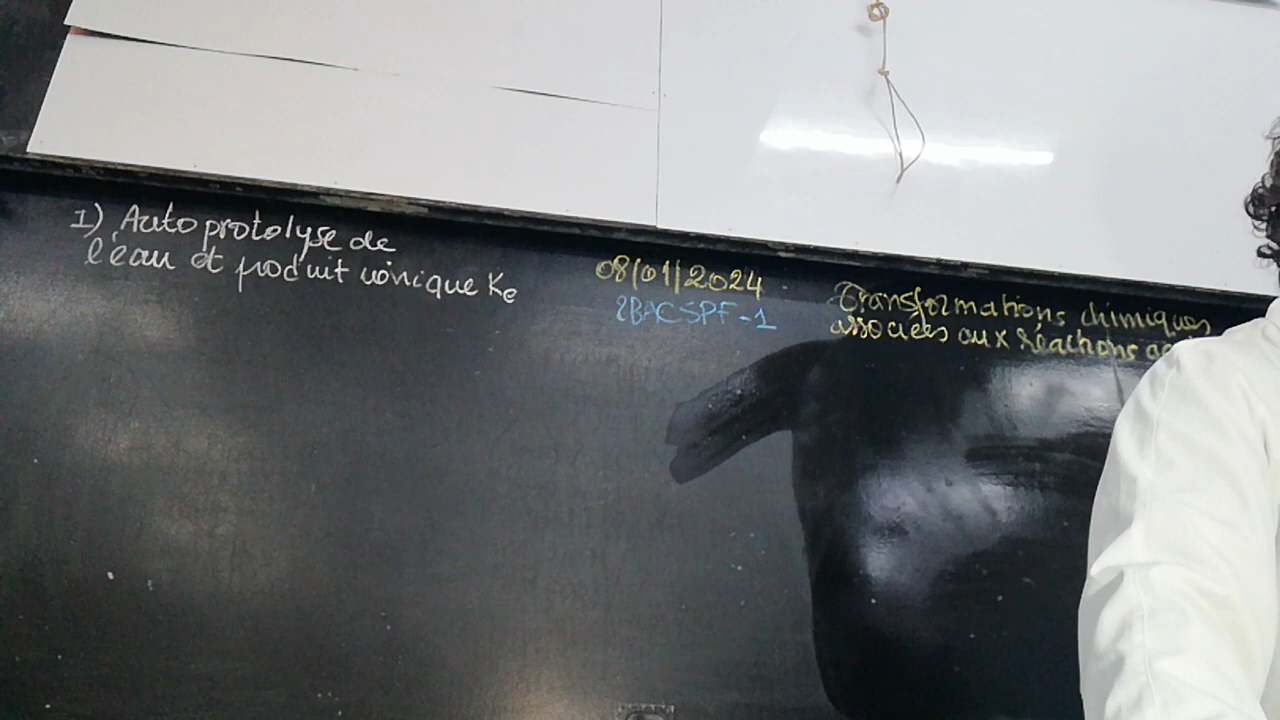 1) Autoprotolyse de
l'eau et produit ionique Ke
08/01/2024
2BACSPF-1
Transformations chimiques
associées aux réactions